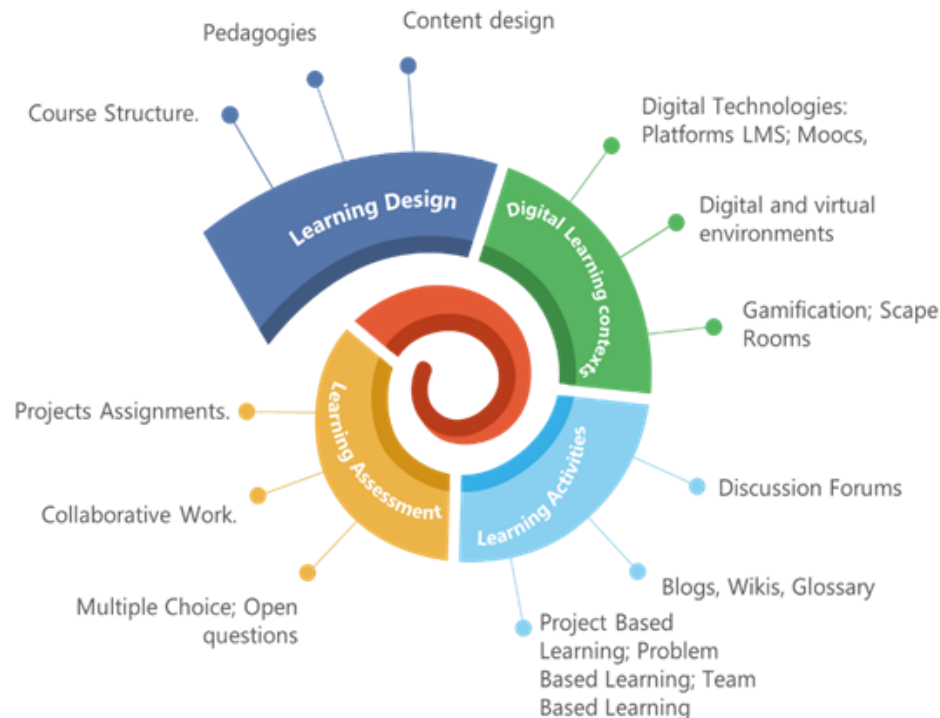 Content design
Pedagogies
Course Structure.
Learning Design
Digital Technologies:
Platforms LMS; Moocs,
Digital Learning contexts
Digital and virtual
environments
Gamification; Scape
Rooms
Learning Activities
Discussion Forums
Blogs, Wikis, Glossary
Project Based
Learning; Problem
Based Learning; Team
Based Learning
Learning Assessment
Projects Assignments.
Collaborative Work.
Multiple Choice; Open
questions